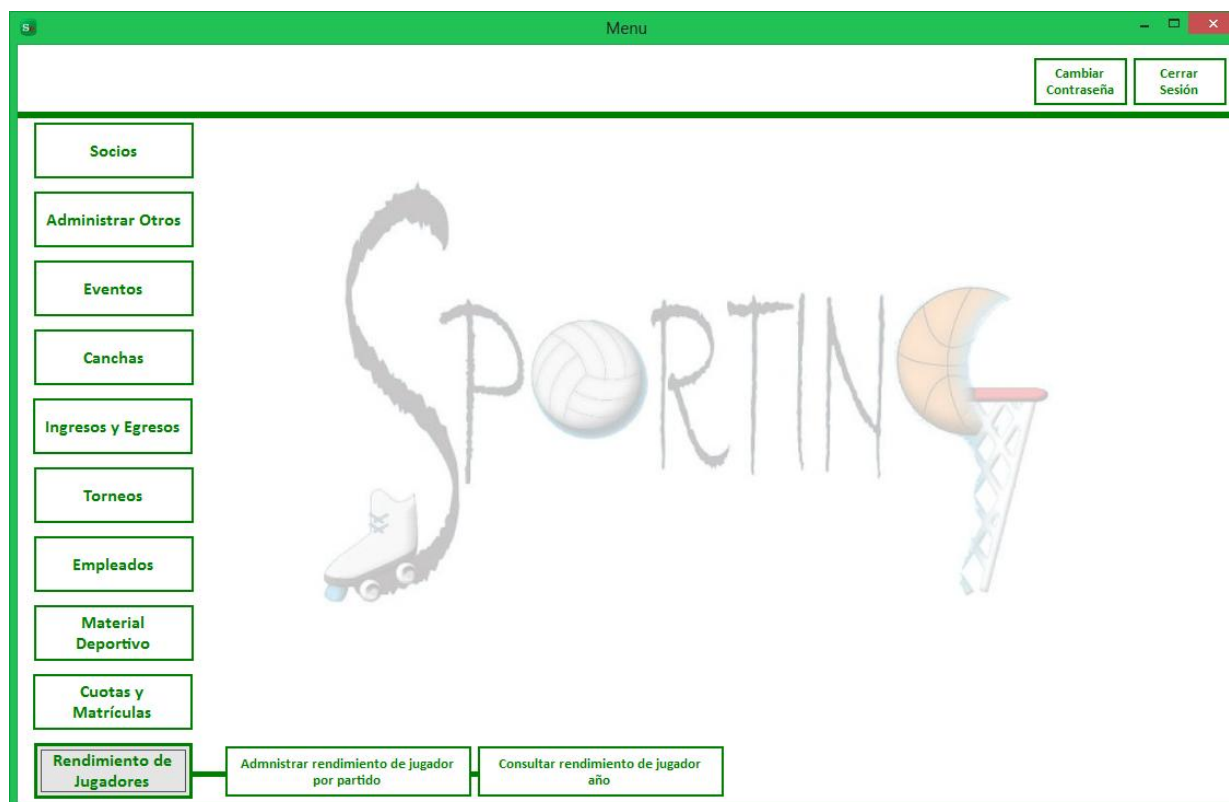 S
Menu
Cambiar
Contraseña
Cerrar
Sesión
Socios
Administrar Otros
Eventos
Canchas
Ingresos y Egresos
Torneos
Empleados
Material
Deportivo
Cuotas y
Matrículas
Rendimiento de
Jugadores
Admnistrar rendimiento de jugador
por partido
Consultar rendimiento de jugador
año
SPORTING